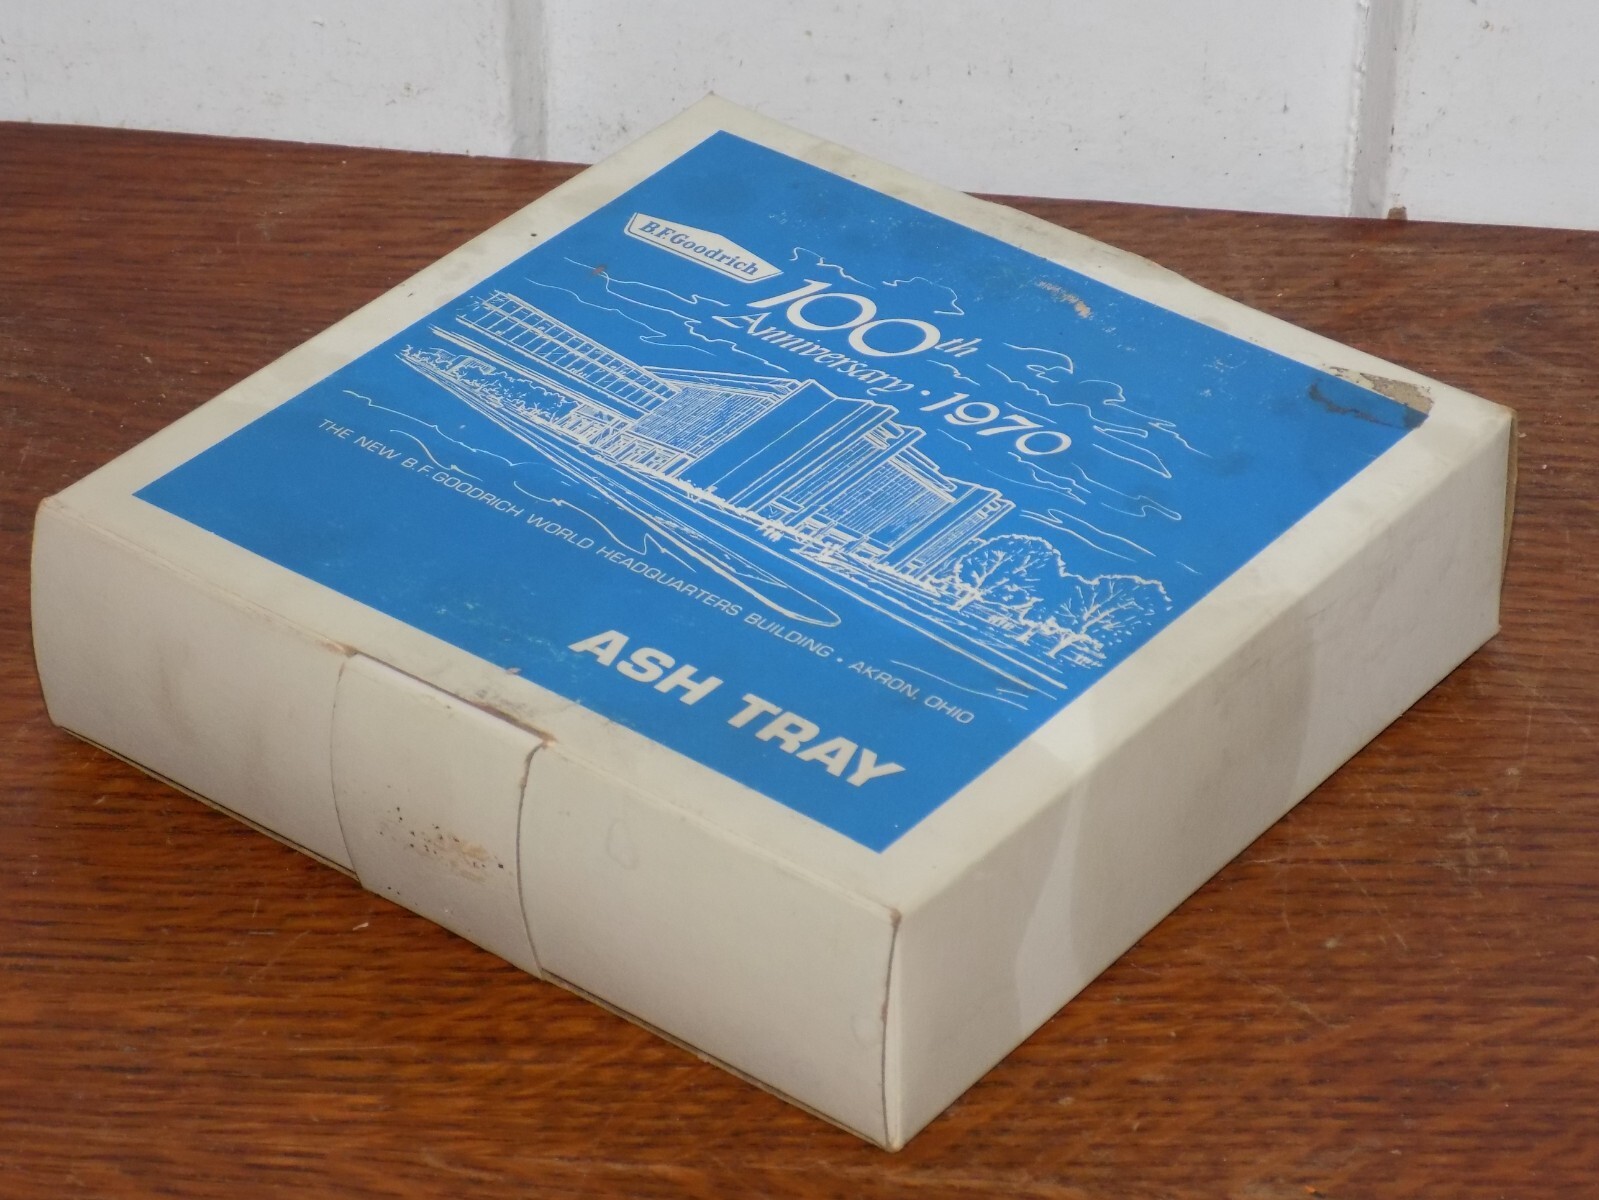 B.F.Goodrich
100th
Anniversary · 1970
THE NEW B.F. GOODRICH WORLD HEADQUARTERS BUILDING • AKRON, OHIO
ASH TRAY